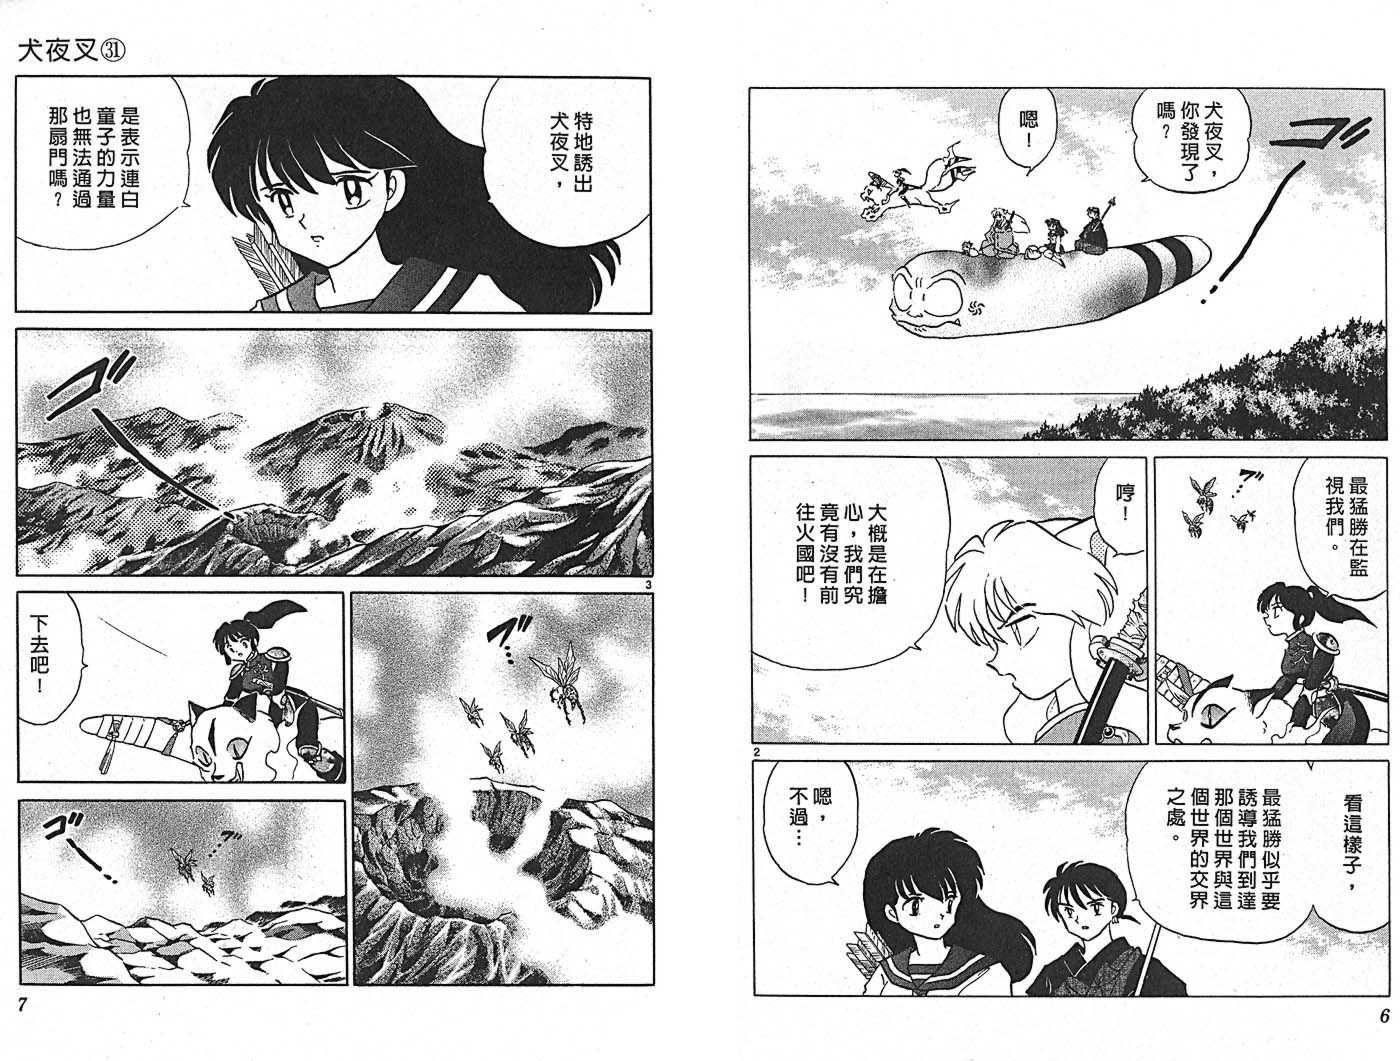 犬夜叉，
你發現了
嗎？
嗯！
ゴ
最猛勝在監
視我們。
ブ…
哼！
大概是在擔
心，我們究
竟有沒有前
往火國吧！
2
看這樣子，
最猛勝似乎要
誘導我們到達
那個世界與這
個世界的交界
之處。
嗯，
不過…
6
犬夜叉㉛
特地誘出
犬夜叉，
是表示連白
童子的力量
也無法通過
那扇門嗎？
ゴ
3
ブ…
下去吧！
ゴ
ブ…
7